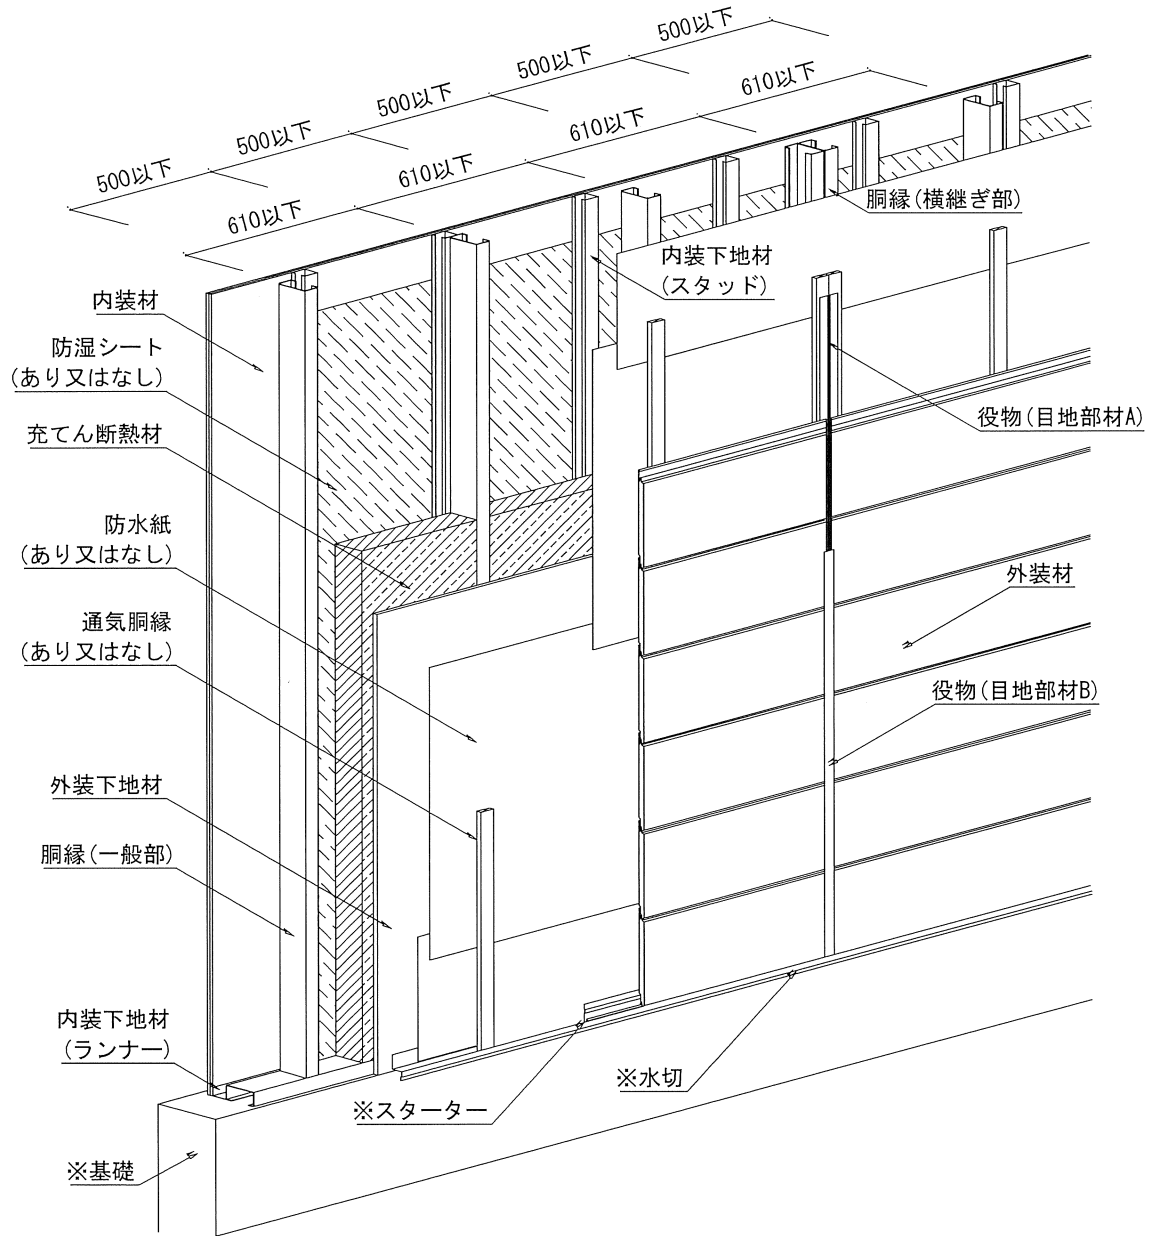 500以下
500以下
500以下
500以下
500以下
610以下
610以下
610以下
610以下
胴縁(横継ぎ部)
内装下地材
(スタッド)
内装材
防湿シート
(あり又はなし)
充てん断熱材
役物(目地部材A)
防水紙
(あり又はなし)
外装材
通気胴縁
(あり又はなし)
役物(目地部材B)
外装下地材
胴縁(一般部)
内装下地材
(ランナー)
※水切
※スターター
※基礎